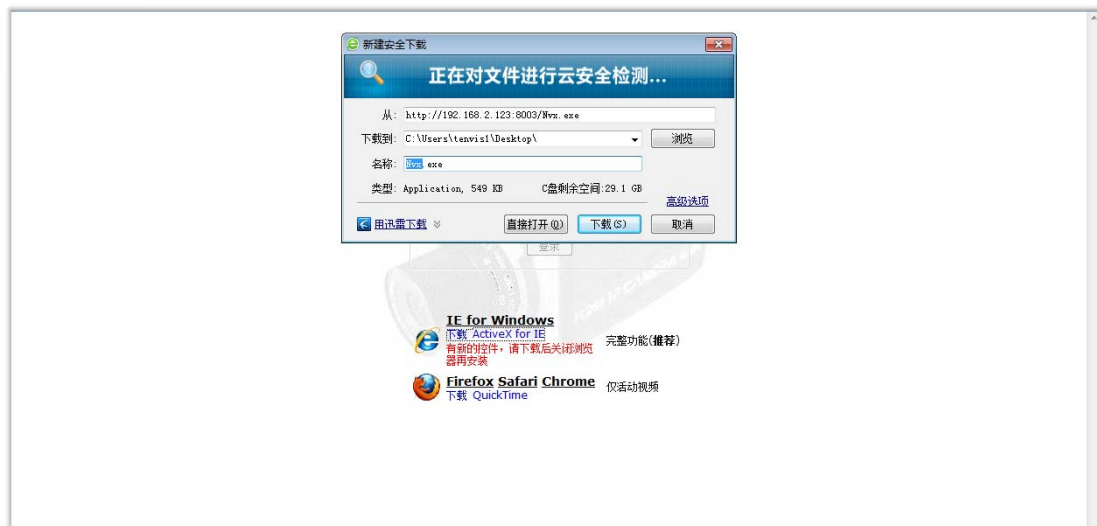 新建安全下载
正在对文件进行云安全检测...
从: http://192.168.2.123:8003/Nvx.exe
下载到: C:\Users\tenvis1\Desktop\ 浏览
名称: Nvx.exe
类型: Application, 549 KB C盘剩余空间:29.1 GB
高级选项
用迅雷下载 直接打开(O) 下载(S) 取消
登录
H264 IP CAMERA
IE for Windows
下载 ActiveX for IE
完整功能(推荐)
有新的控件，请下载后关闭浏览
器再安装
Firefox Safari Chrome
仅活动视频
下载 QuickTime